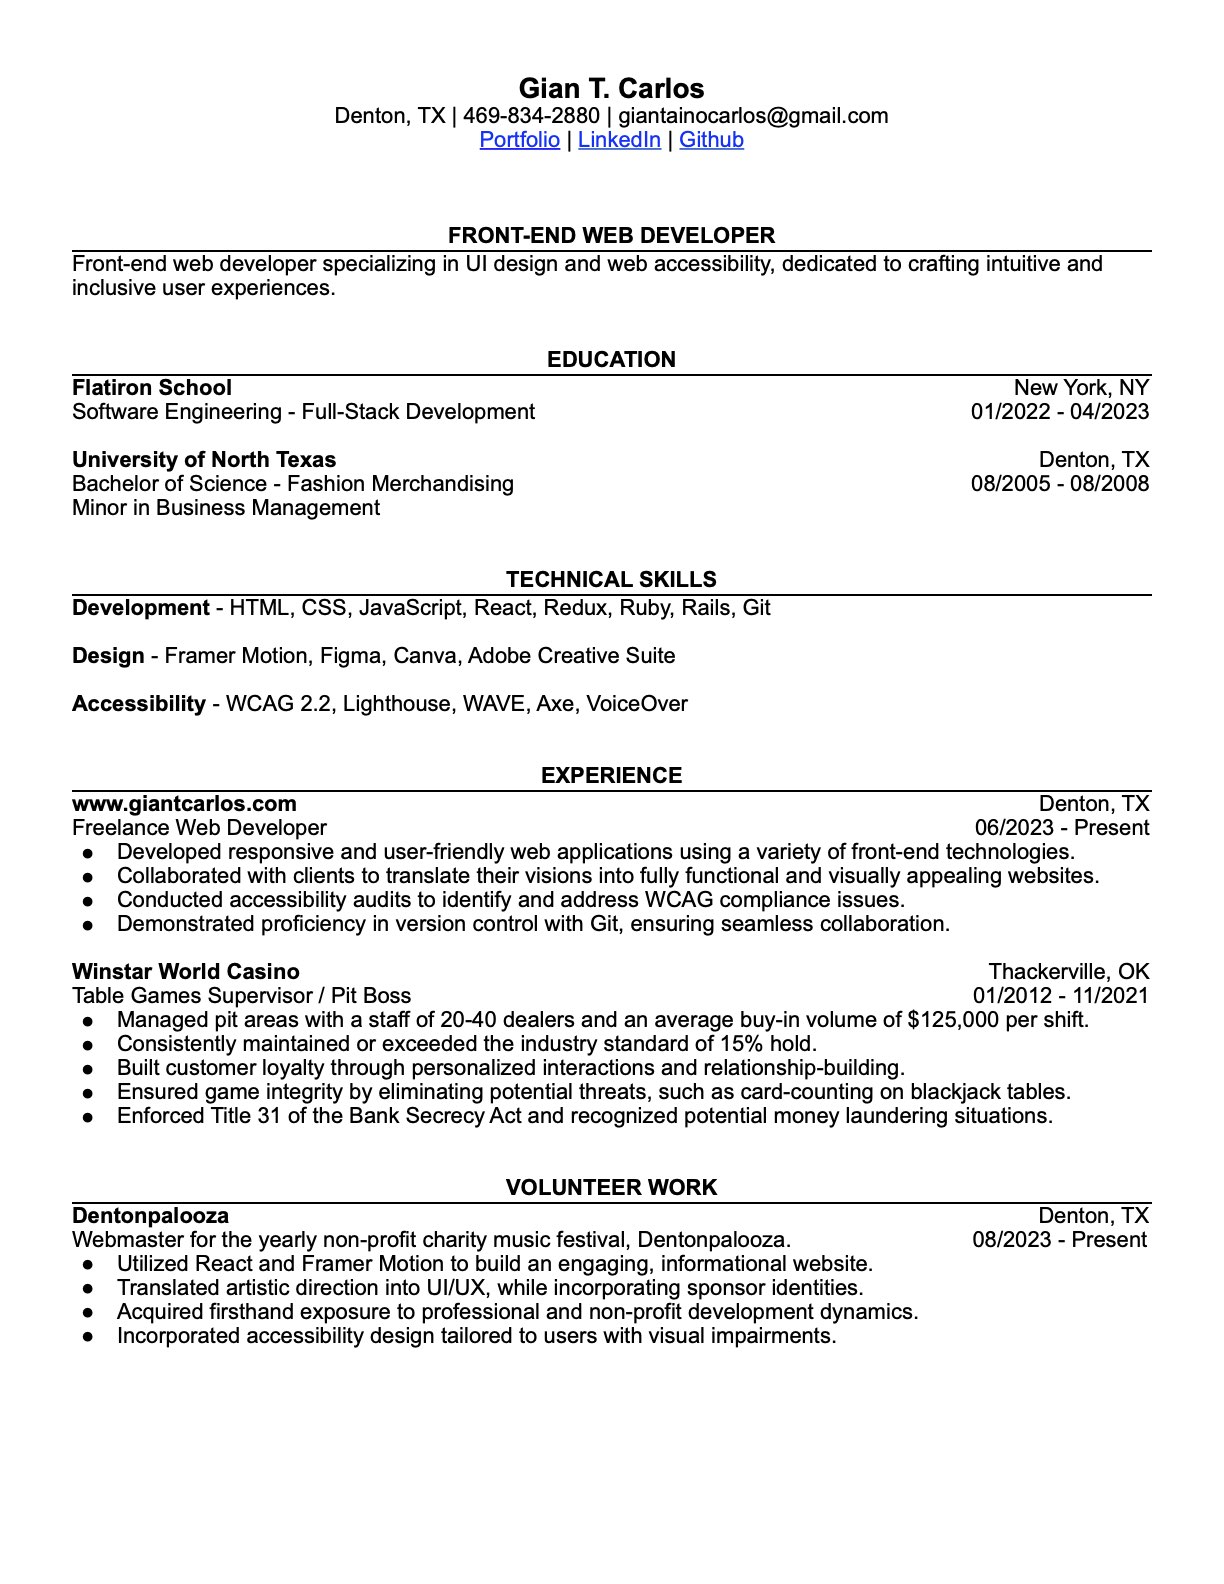 Gian T. Carlos
Denton, TX | 469-834-2880 | giantainocarlos@gmail.com
Portfolio | LinkedIn | Github
FRONT-END WEB DEVELOPER
Front-end web developer specializing in UI design and web accessibility, dedicated to crafting intuitive and
inclusive user experiences.
EDUCATION
Flatiron School New York, NY
Software Engineering - Full-Stack Development 01/2022 - 04/2023
University of North Texas Denton, TX
Bachelor of Science - Fashion Merchandising 08/2005 - 08/2008
Minor in Business Management
TECHNICAL SKILLS
Development - HTML, CSS, JavaScript, React, Redux, Ruby, Rails, Git
Design - Framer Motion, Figma, Canva, Adobe Creative Suite
Accessibility - WCAG 2.2, Lighthouse, WAVE, Axe, VoiceOver
EXPERIENCE
www.giantcarlos.com Denton, TX
Freelance Web Developer 06/2023 - Present
● Developed responsive and user-friendly web applications using a variety of front-end technologies.
● Collaborated with clients to translate their visions into fully functional and visually appealing websites.
● Conducted accessibility audits to identify and address WCAG compliance issues.
● Demonstrated proficiency in version control with Git, ensuring seamless collaboration.
Winstar World Casino Thackerville, OK
Table Games Supervisor / Pit Boss 01/2012 - 11/2021
● Managed pit areas with a staff of 20-40 dealers and an average buy-in volume of $125,000 per shift.
● Consistently maintained or exceeded the industry standard of 15% hold.
● Built customer loyalty through personalized interactions and relationship-building.
● Ensured game integrity by eliminating potential threats, such as card-counting on blackjack tables.
● Enforced Title 31 of the Bank Secrecy Act and recognized potential money laundering situations.
VOLUNTEER WORK
Dentonpalooza Denton, TX
Webmaster for the yearly non-profit charity music festival, Dentonpalooza. 08/2023 - Present
● Utilized React and Framer Motion to build an engaging, informational website.
● Translated artistic direction into UI/UX, while incorporating sponsor identities.
● Acquired firsthand exposure to professional and non-profit development dynamics.
● Incorporated accessibility design tailored to users with visual impairments.